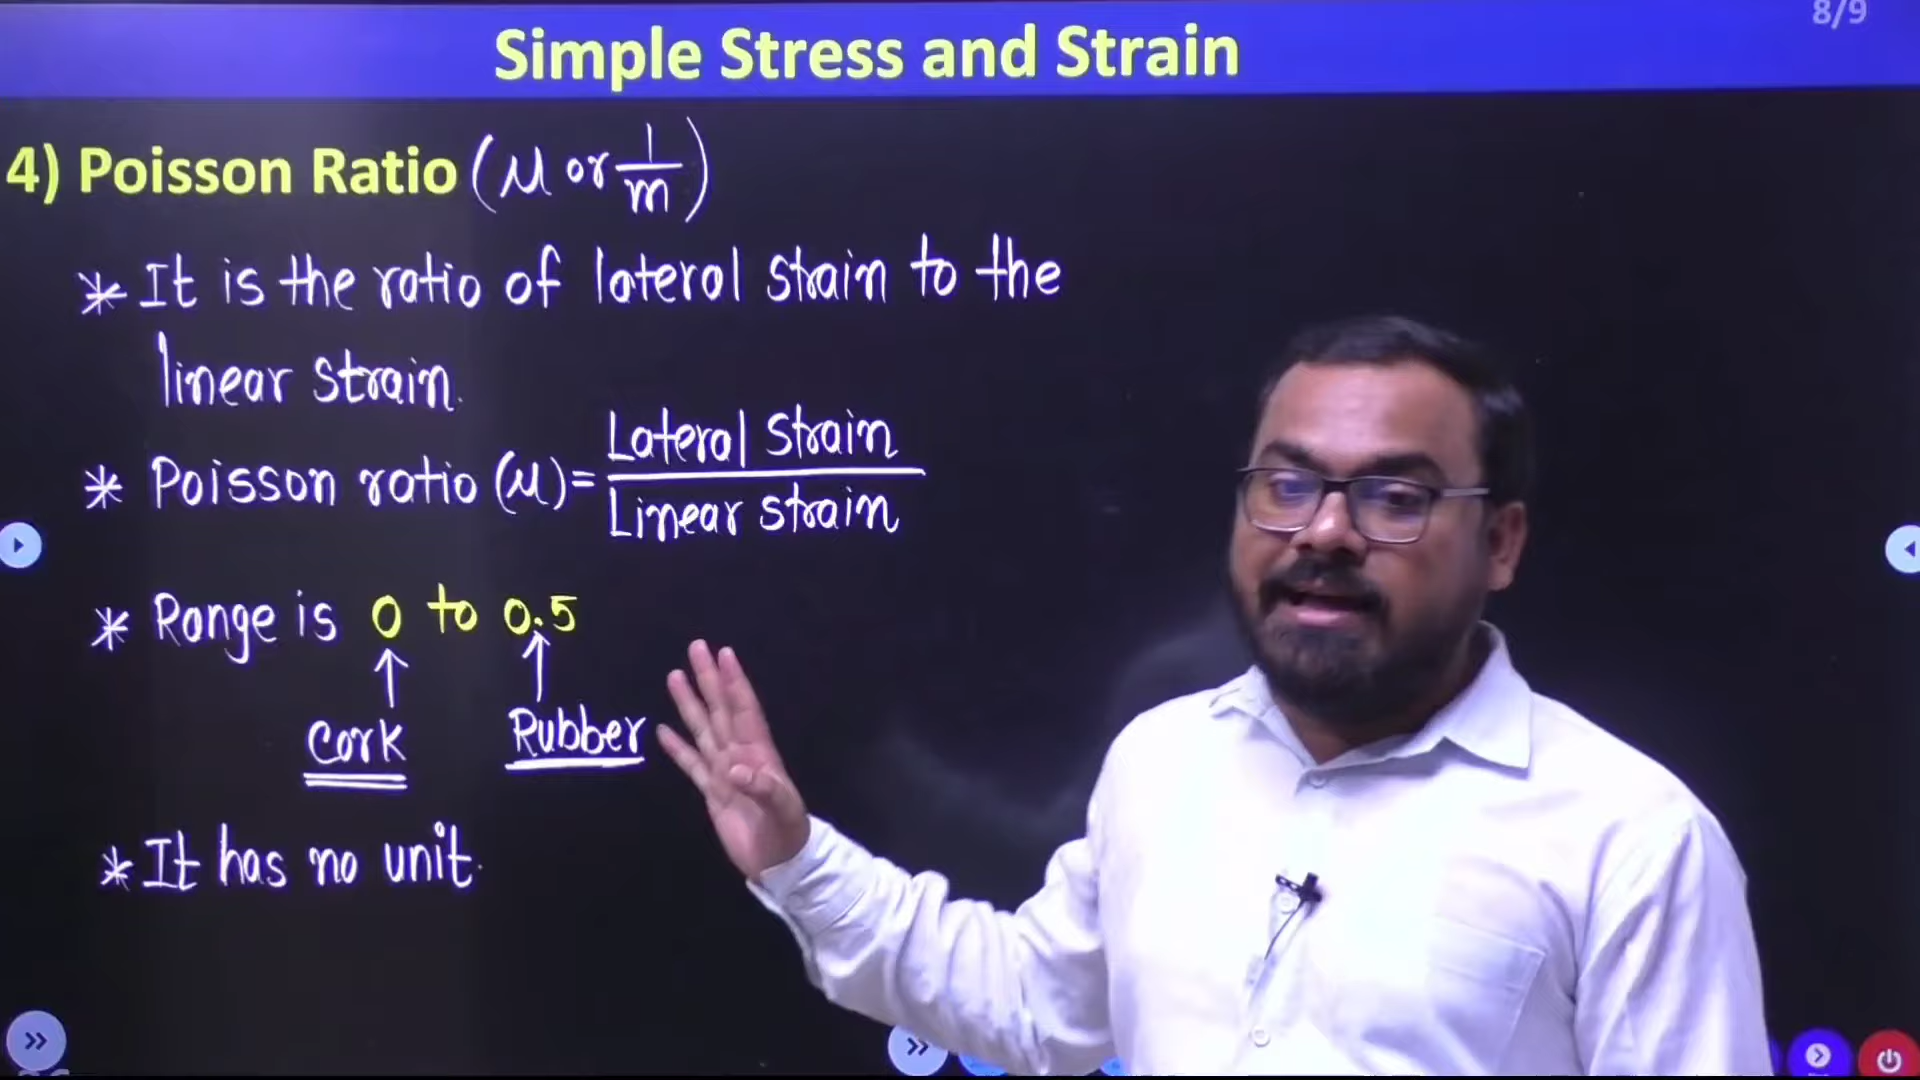 8/9
Simple Stress and Strain
4) Poisson Ratio (μ or 1/m)
* It is the ratio of lateral strain to the
linear strain.
* Poisson ratio (μ) = Lateral Strain / Linear strain
* Range is 0 to 0.5
↑ ↑
Cork Rubber
* It has no unit.